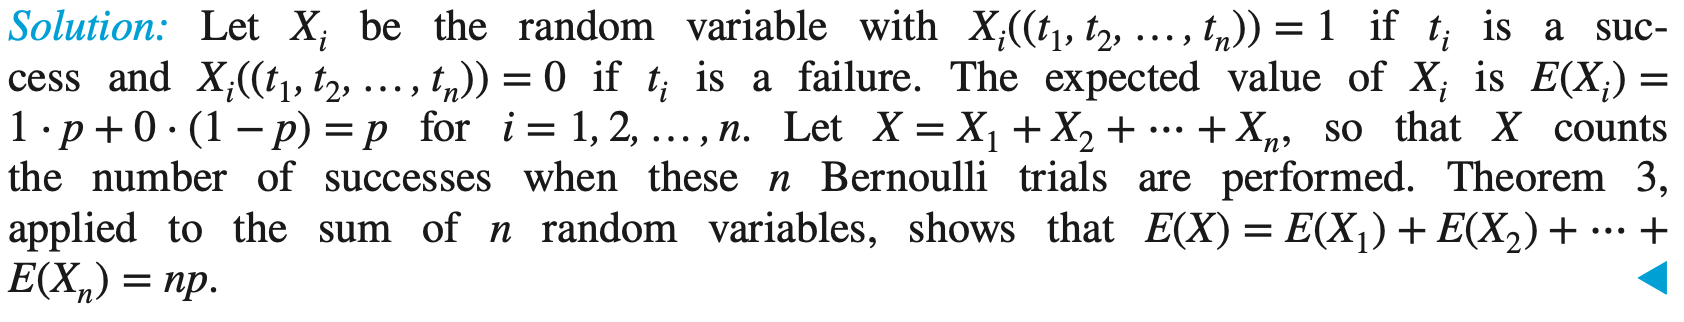 Solution: Let Xᵢ be the random variable with Xᵢ((t₁, t₂, … , tₙ)) = 1 if tᵢ is a suc-
cess and Xᵢ((t₁, t₂, … , tₙ)) = 0 if tᵢ is a failure. The expected value of Xᵢ is E(Xᵢ) =
1 · p + 0 · (1 − p) = p for i = 1, 2, … , n. Let X = X₁ + X₂ + ⋯ + Xₙ, so that X counts
the number of successes when these n Bernoulli trials are performed. Theorem 3,
applied to the sum of n random variables, shows that E(X) = E(X₁) + E(X₂) + ⋯ +
E(Xₙ) = np.